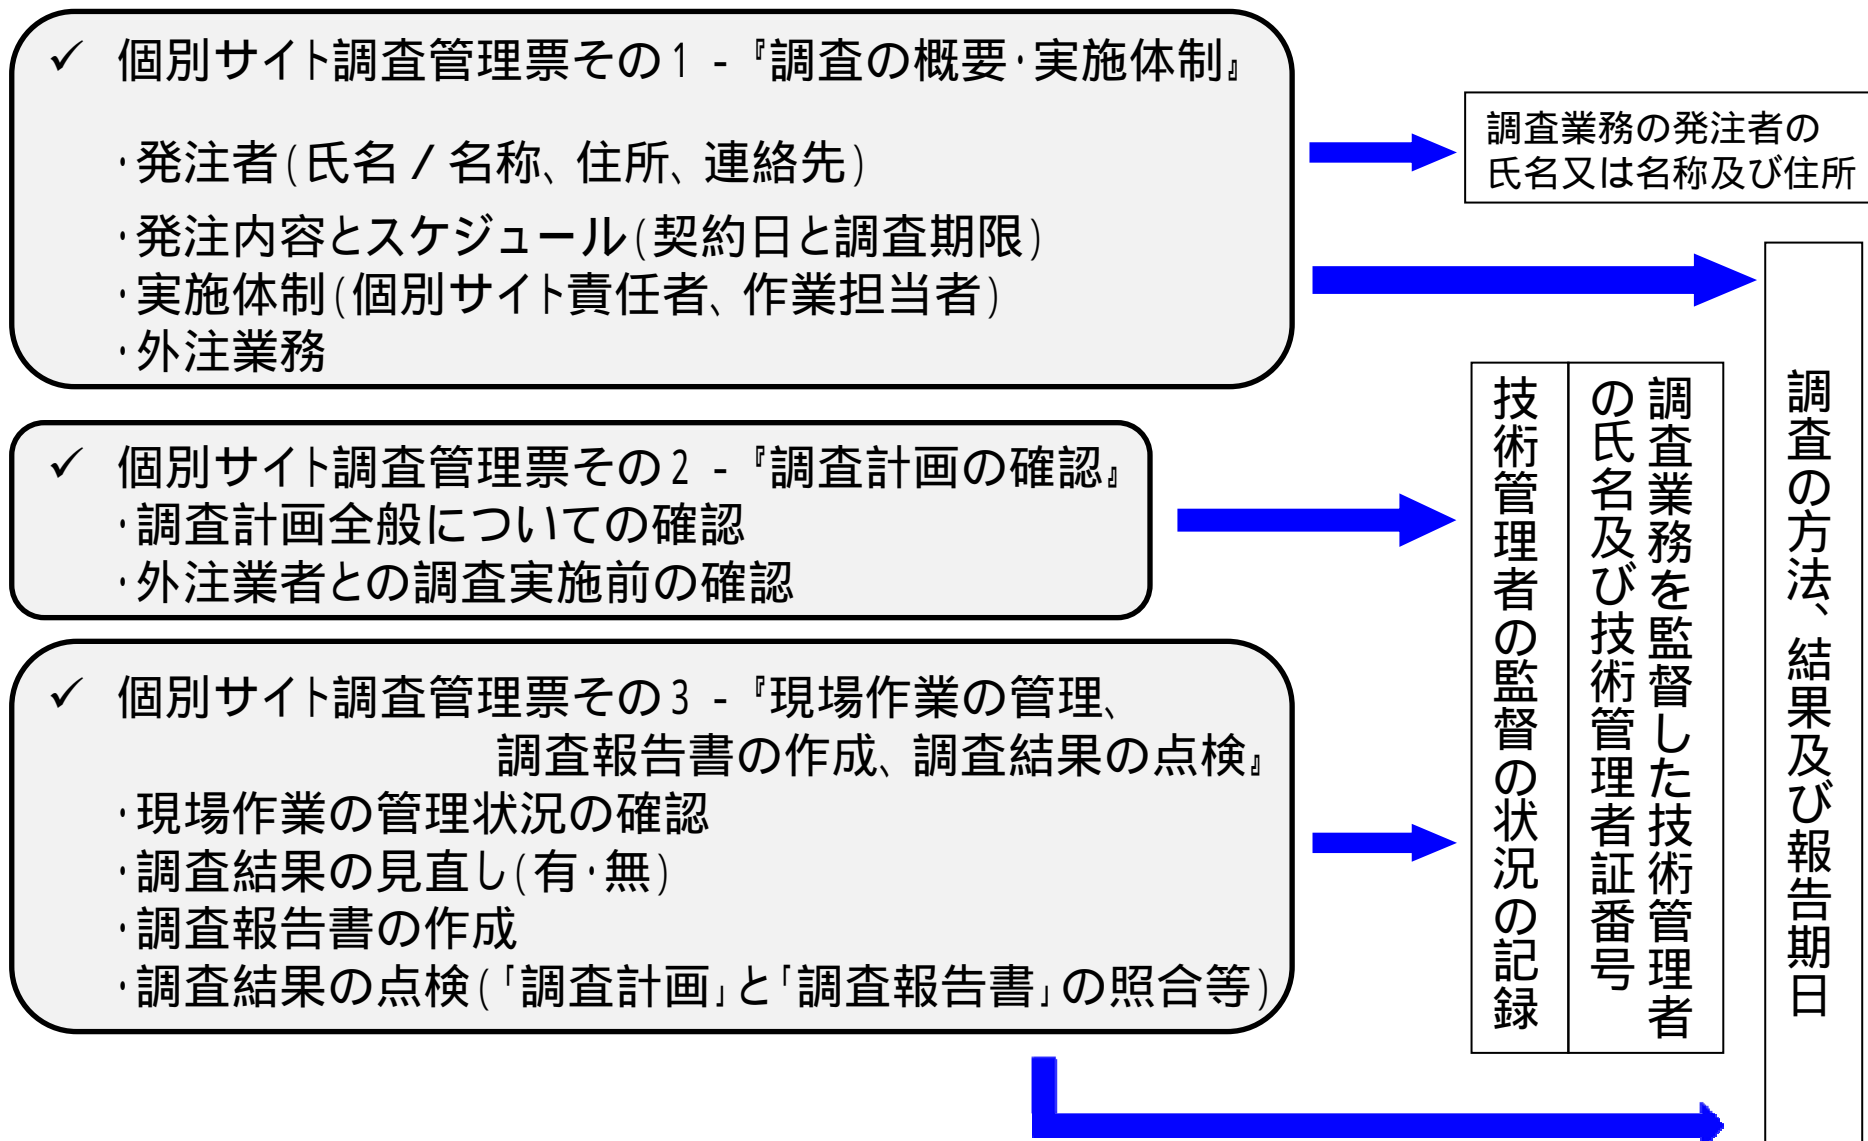 ✓ 個別サイト調査管理票その1 -『調査の概要・実施体制』
・発注者(氏名/名称、住所、連絡先)
・発注内容とスケジュール(契約日と調査期限)
・実施体制(個別サイト責任者、作業担当者)
・外注業務
調査業務の発注者の
氏名又は名称及び住所
✓ 個別サイト調査管理票その2 -『調査計画の確認』
・調査計画全般についての確認
・外注業者との調査実施前の確認
✓ 個別サイト調査管理票その3 -『現場作業の管理、
調査報告書の作成、調査結果の点検』
・現場作業の管理状況の確認
・調査結果の見直し(有・無)
・調査報告書の作成
・調査結果の点検(「調査計画」と「調査報告書」の照合等)
調査の方法、結果及び報告期日
調査業務を監督した技術管理者
の氏名及び技術管理者証番号
技術管理者の監督の状況の記録